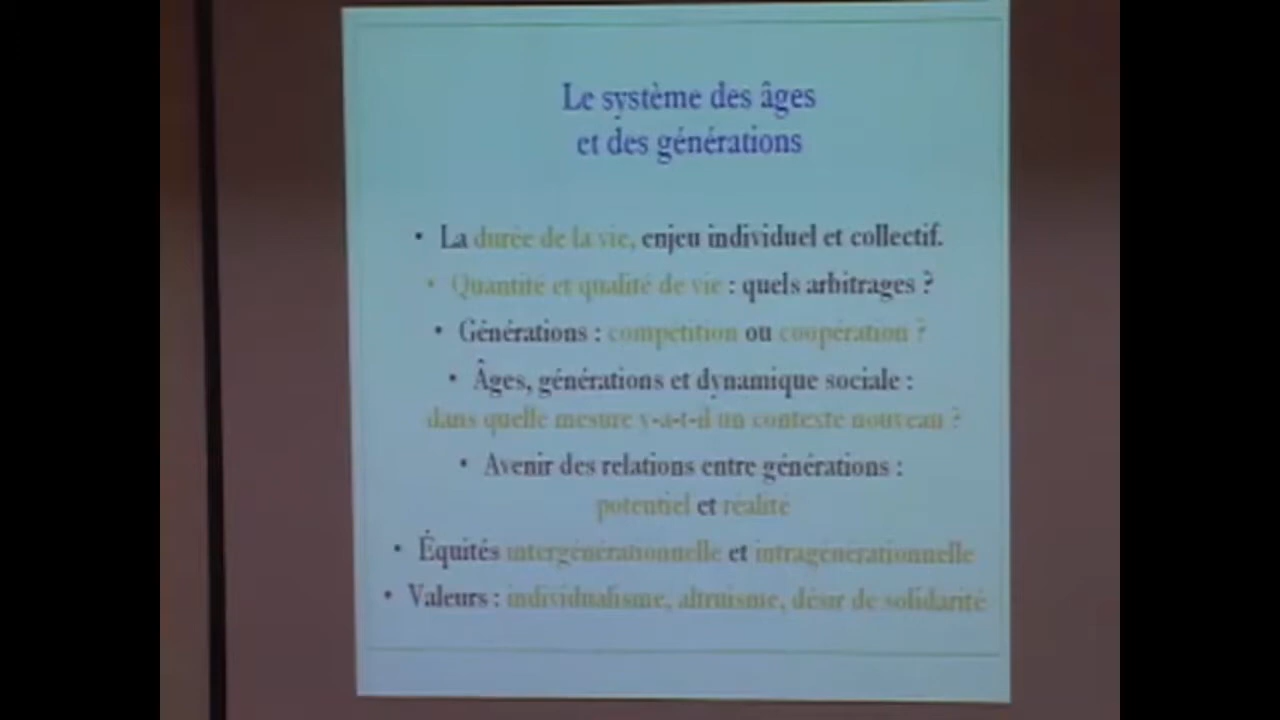 Le système des âges
et des générations
• La durée de la vie, enjeu individuel et collectif.
• Quantité et qualité de vie : quels arbitrages ?
• Générations : compétition ou coopération ?
• Âges, générations et dynamique sociale :
dans quelle mesure y-a-t-il un contexte nouveau ?
• Avenir des relations entre générations :
potentiel et réalité
• Équités intergénérationnelle et intragénérationnelle
• Valeurs : individualisme, altruisme, désir de solidarité